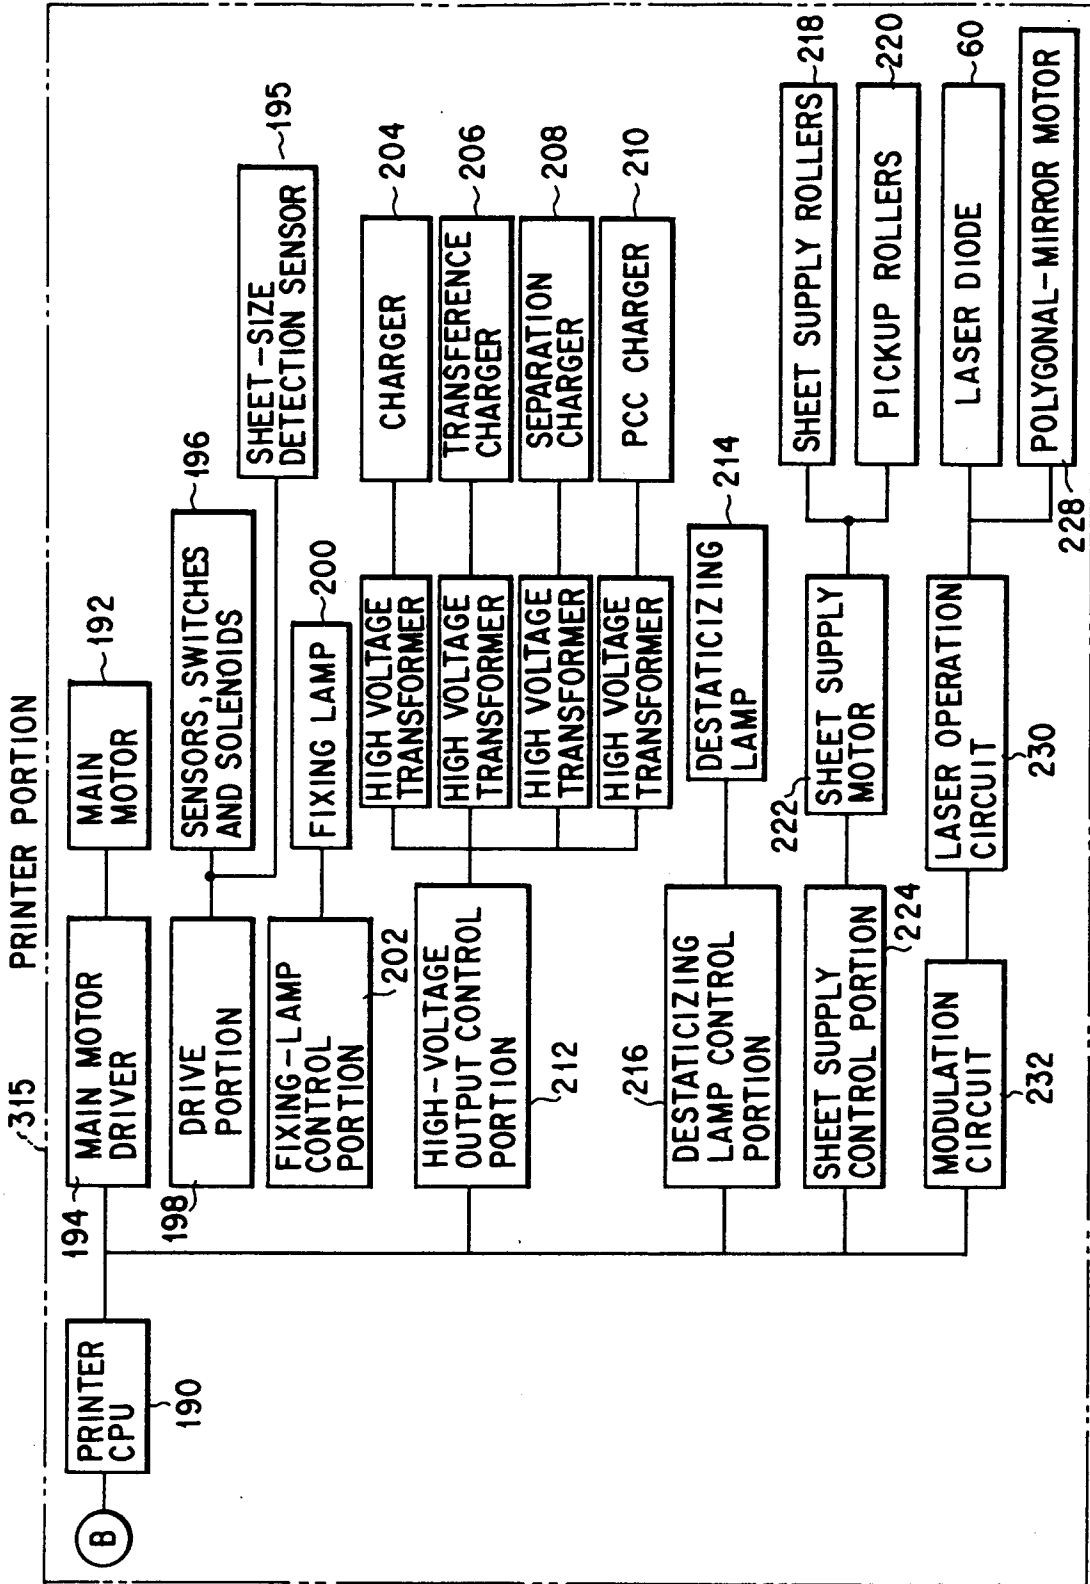 PRINTER PORTION
315
B
PRINTER
CPU
190
194
MAIN MOTOR
DRIVER
MAIN
MOTOR
192
198
DRIVE
PORTION
SENSORS, SWITCHES
AND SOLENOIDS
196
SHEET-SIZE
DETECTION SENSOR
195
FIXING-LAMP
CONTROL
PORTION
202
FIXING LAMP
200
HIGH-VOLTAGE
OUTPUT CONTROL
PORTION
212
HIGH VOLTAGE
TRANSFORMER
CHARGER
204
HIGH VOLTAGE
TRANSFORMER
TRANSFERENCE
CHARGER
206
HIGH VOLTAGE
TRANSFORMER
SEPARATION
CHARGER
208
HIGH VOLTAGE
TRANSFORMER
PCC CHARGER
210
216
DESTATICIZING
LAMP CONTROL
PORTION
DESTATICIZING
LAMP
214
SHEET SUPPLY
CONTROL PORTION
224
222
SHEET SUPPLY
MOTOR
SHEET SUPPLY ROLLERS
218
PICKUP ROLLERS
220
MODULATION
CIRCUIT
232
LASER OPERATION
CIRCUIT
230
LASER DIODE
60
POLYGONAL-MIRROR MOTOR
228